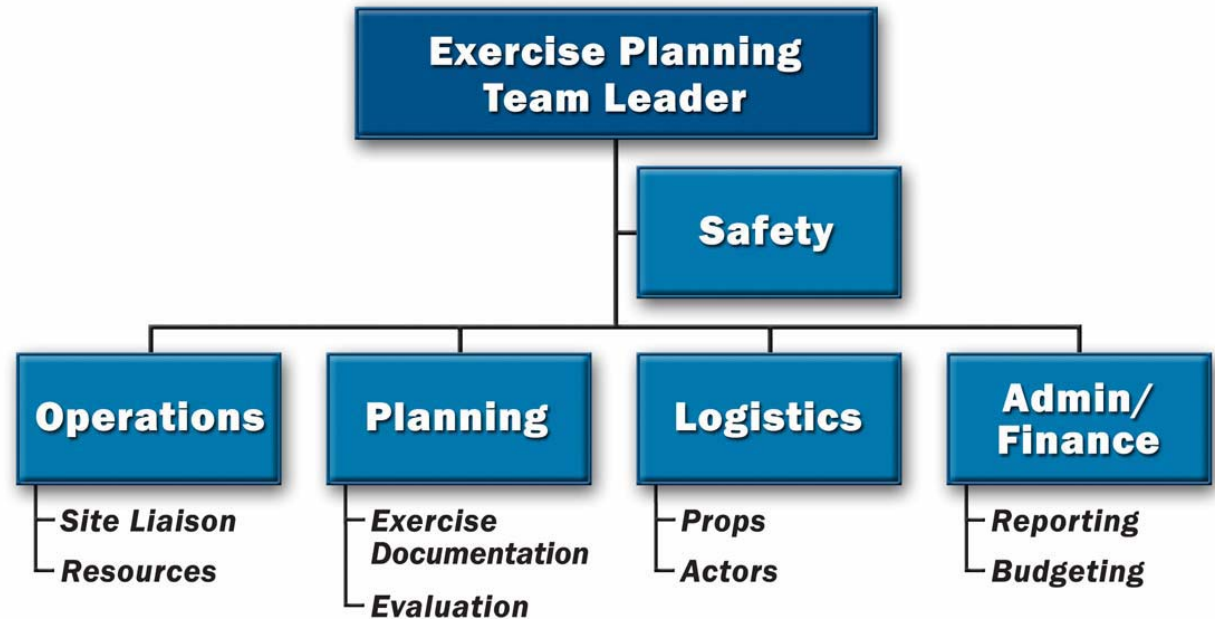 Exercise Planning
Team Leader
Safety
Operations
Site Liaison
Resources
Planning
Exercise
Documentation
Evaluation
Logistics
Props
Actors
Admin/
Finance
Reporting
Budgeting